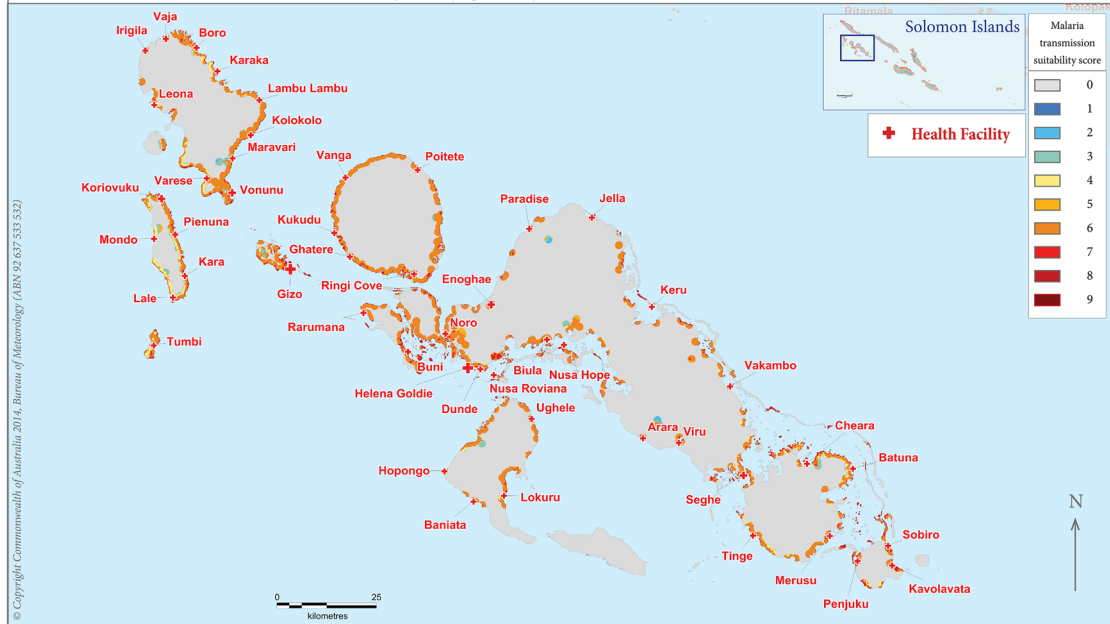 Ritamala
Kolopak
Solomon Islands
Malaria
transmission
suitability score
0
1
2
3
4
5
6
7
8
9
Health Facility
Vaja
Irigila
Boro
Karaka
Leona
Lambu Lambu
Kolokolo
Maravari
Vanga
Poitete
Varese
Koriovuku
Vonunu
Paradise
Jella
Pienuna
Kukudu
Mondo
Ghatere
Kara
Enoghae
Ringi Cove
Gizo
Lale
Keru
Rarumana
Noro
Tumbi
Buni
Biula
Nusa Hope
Vakambo
Helena Goldie
Nusa Roviana
Dunde
Ughele
Arara
Viru
Cheara
Batuna
Hopongo
Lokuru
Seghe
Baniata
N
Tinge
Sobiro
Merusu
Kavolavata
Penjuku
0
25
kilometres
© Copyright Commonwealth of Australia 2014, Bureau of Meteorology (ABN 92 637 533 532)